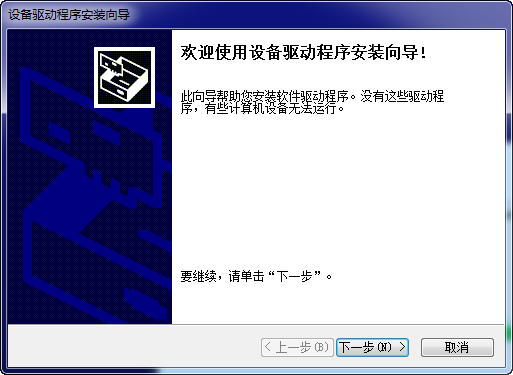 设备驱动程序安装向导
欢迎使用设备驱动程序安装向导!
此向导帮助您安装软件驱动程序。没有这些驱动程
序，有些计算机设备无法运行。
要继续，请单击“下一步”。
< 上一步(B) 下一步(N) > 取消